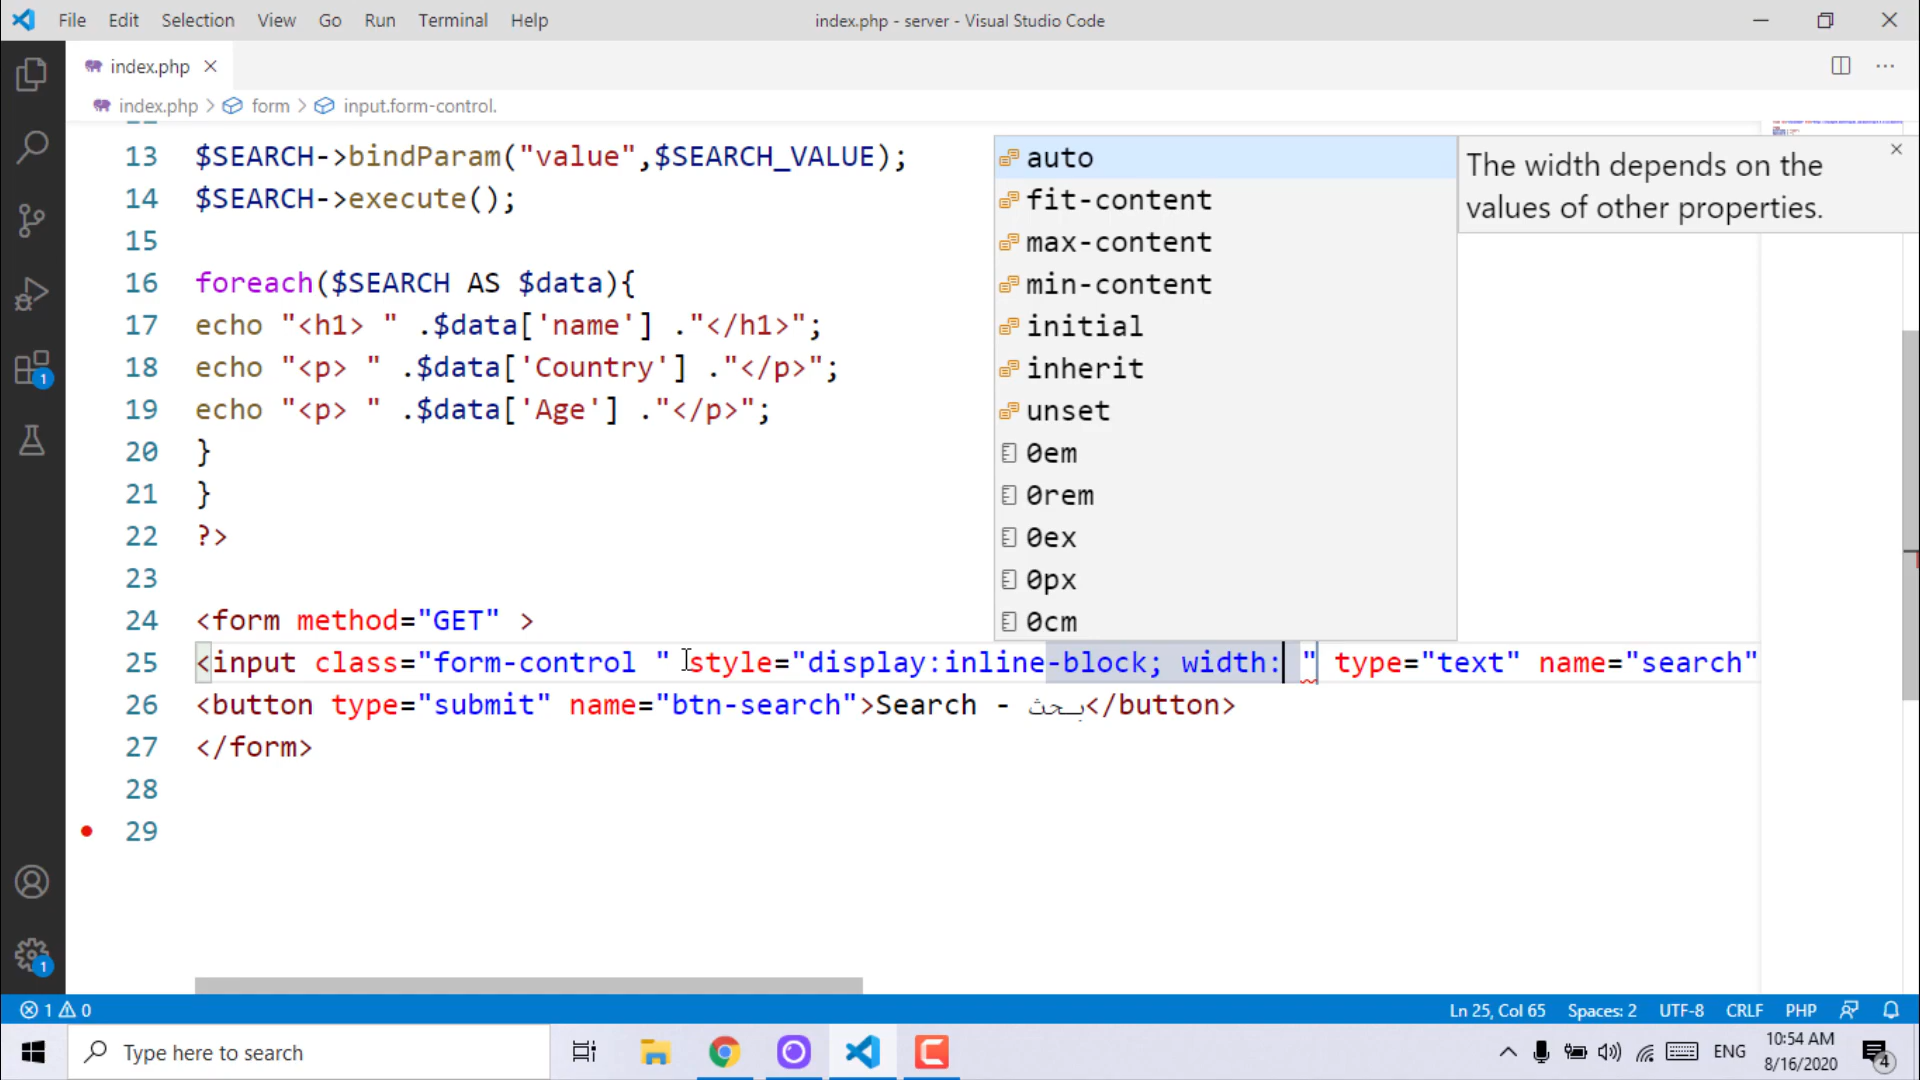 File Edit Selection View Go Run Terminal Help index.php - server - Visual Studio Code
index.php
index.php > form > input.form-control.
13 $SEARCH->bindParam("value",$SEARCH_VALUE);
14 $SEARCH->execute();
15
16 foreach($SEARCH AS $data){
17 echo "<h1> " .$data['name'] ."</h1>";
18 echo "<p> " .$data['Country'] ."</p>";
19 echo "<p> " .$data['Age'] ."</p>";
20 }
21 }
22 ?>
23
24 <form method="GET" >
25 <input class="form-control " style="display:inline-block; width: " type="text" name="search"
26 <button type="submit" name="btn-search">Search - بحث</button>
27 </form>
28
29
auto
fit-content
max-content
min-content
initial
inherit
unset
0em
0rem
0ex
0px
0cm
The width depends on the
values of other properties.
1
1
1 0 Ln 25, Col 65 Spaces: 2 UTF-8 CRLF PHP
Type here to search
ENG
10:54 AM
8/16/2020
4